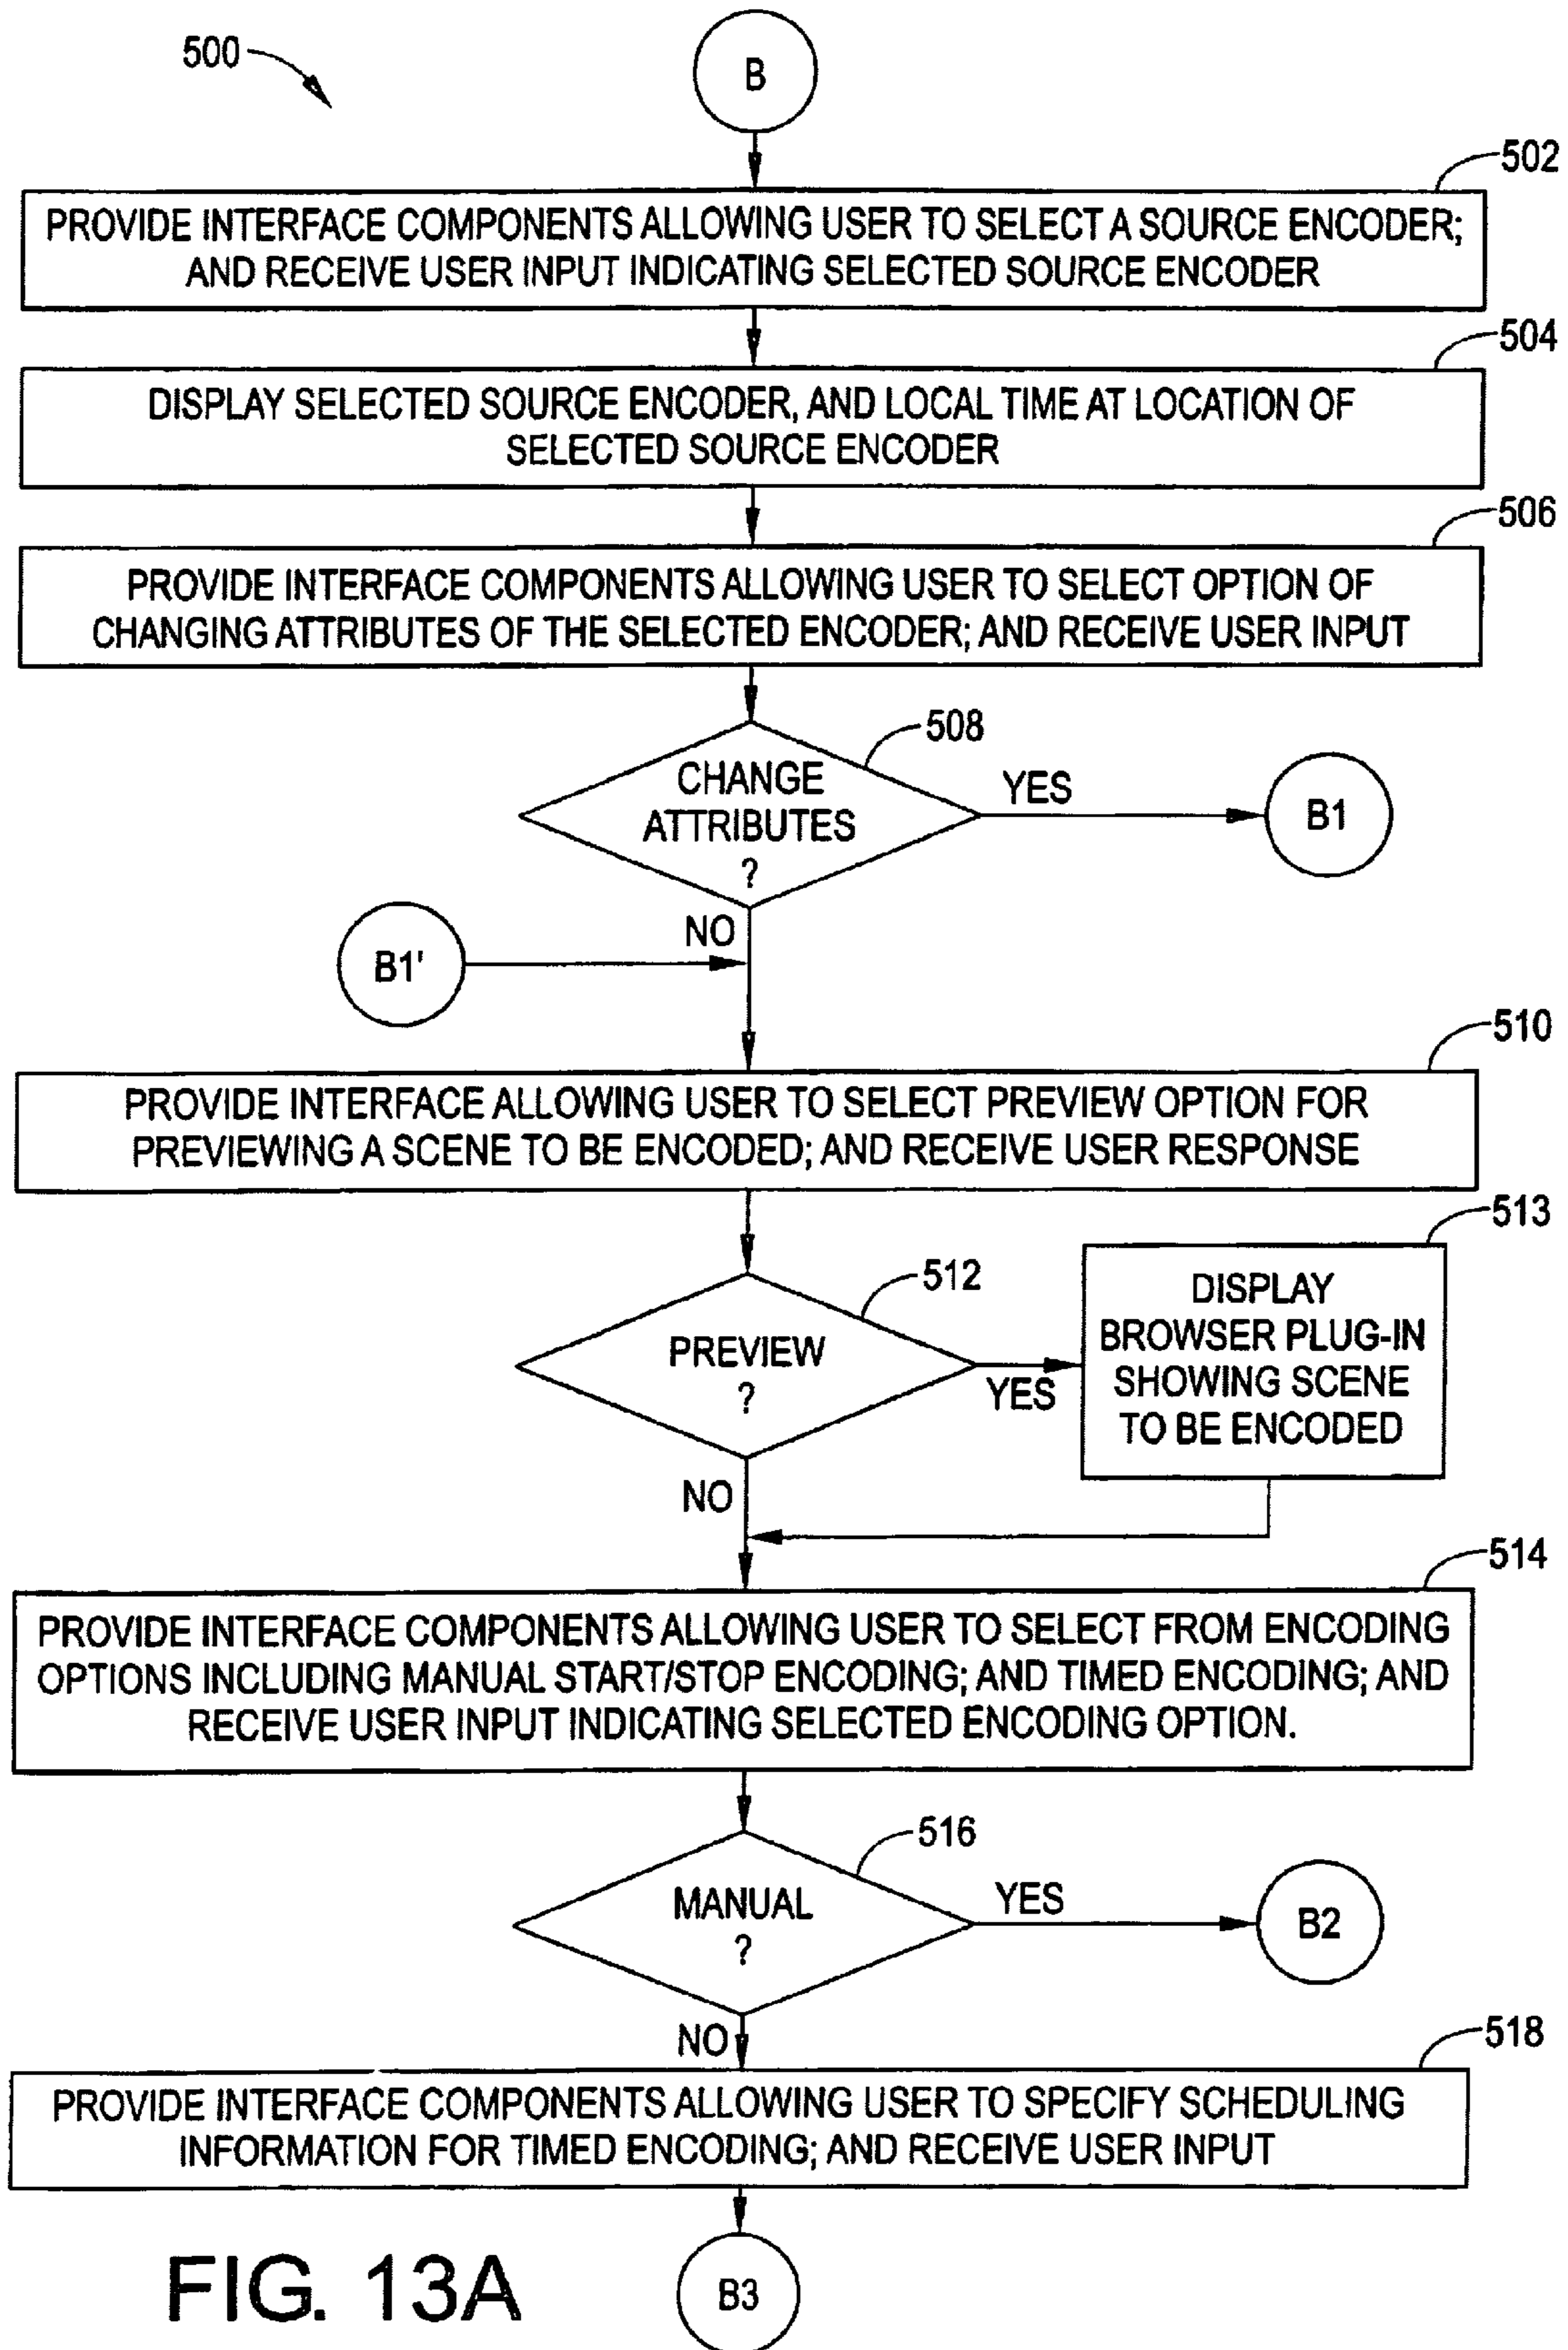 500
B
502
PROVIDE INTERFACE COMPONENTS ALLOWING USER TO SELECT A SOURCE ENCODER;
AND RECEIVE USER INPUT INDICATING SELECTED SOURCE ENCODER
504
DISPLAY SELECTED SOURCE ENCODER, AND LOCAL TIME AT LOCATION OF
SELECTED SOURCE ENCODER
506
PROVIDE INTERFACE COMPONENTS ALLOWING USER TO SELECT OPTION OF
CHANGING ATTRIBUTES OF THE SELECTED ENCODER; AND RECEIVE USER INPUT
508
CHANGE
ATTRIBUTES
?
YES
B1
NO
B1'
510
PROVIDE INTERFACE ALLOWING USER TO SELECT PREVIEW OPTION FOR
PREVIEWING A SCENE TO BE ENCODED; AND RECEIVE USER RESPONSE
512
PREVIEW
?
YES
513
DISPLAY
BROWSER PLUG-IN
SHOWING SCENE
TO BE ENCODED
NO
514
PROVIDE INTERFACE COMPONENTS ALLOWING USER TO SELECT FROM ENCODING
OPTIONS INCLUDING MANUAL START/STOP ENCODING; AND TIMED ENCODING; AND
RECEIVE USER INPUT INDICATING SELECTED ENCODING OPTION.
516
MANUAL
?
YES
B2
NO
518
PROVIDE INTERFACE COMPONENTS ALLOWING USER TO SPECIFY SCHEDULING
INFORMATION FOR TIMED ENCODING; AND RECEIVE USER INPUT
B3
FIG. 13A